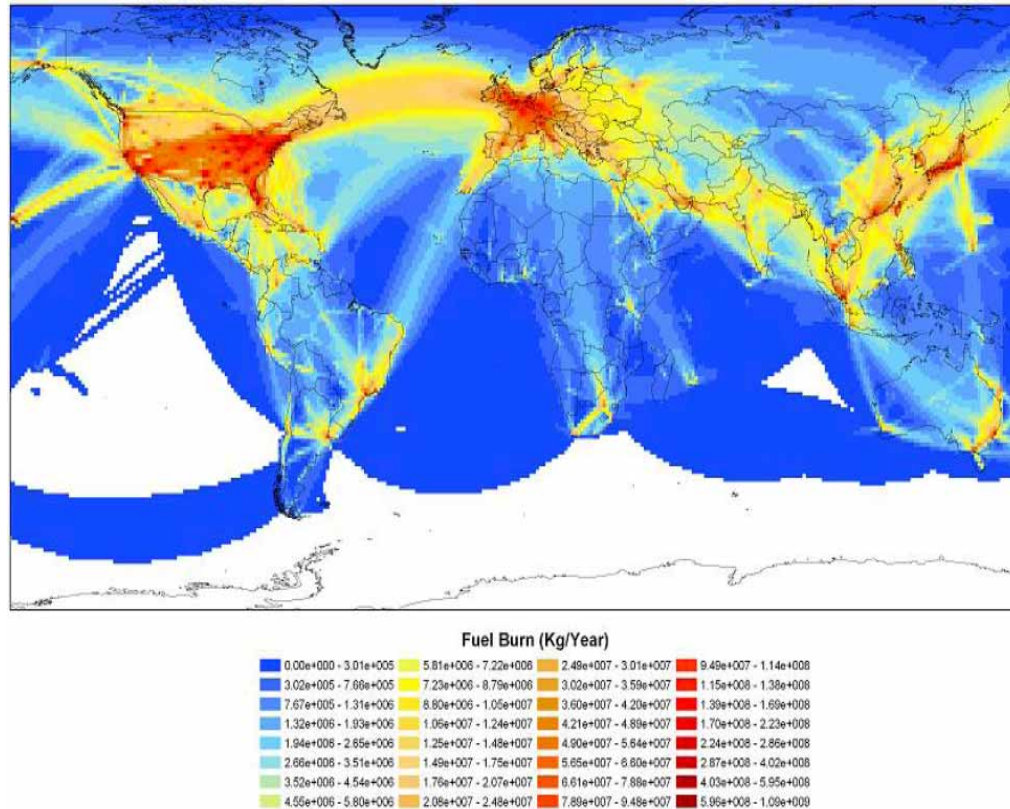 Fuel Burn (Kg/Year)
0.00e+000 - 3.01e+005 5.81e+006 - 7.22e+006 2.49e+007 - 3.01e+007 9.49e+007 - 1.14e+008
3.02e+005 - 7.66e+005 7.23e+006 - 8.79e+006 3.02e+007 - 3.59e+007 1.15e+008 - 1.38e+008
7.67e+005 - 1.31e+006 8.80e+006 - 1.05e+007 3.60e+007 - 4.20e+007 1.39e+008 - 1.69e+008
1.32e+006 - 1.93e+006 1.06e+007 - 1.24e+007 4.21e+007 - 4.89e+007 1.70e+008 - 2.23e+008
1.94e+006 - 2.65e+006 1.25e+007 - 1.48e+007 4.90e+007 - 5.64e+007 2.24e+008 - 2.86e+008
2.66e+006 - 3.51e+006 1.49e+007 - 1.75e+007 5.65e+007 - 6.60e+007 2.87e+008 - 4.02e+008
3.52e+006 - 4.54e+006 1.76e+007 - 2.07e+007 6.61e+007 - 7.88e+007 4.03e+008 - 5.95e+008
4.55e+006 - 5.80e+006 2.08e+007 - 2.48e+007 7.89e+007 - 9.48e+007 5.96e+008 - 1.09e+009